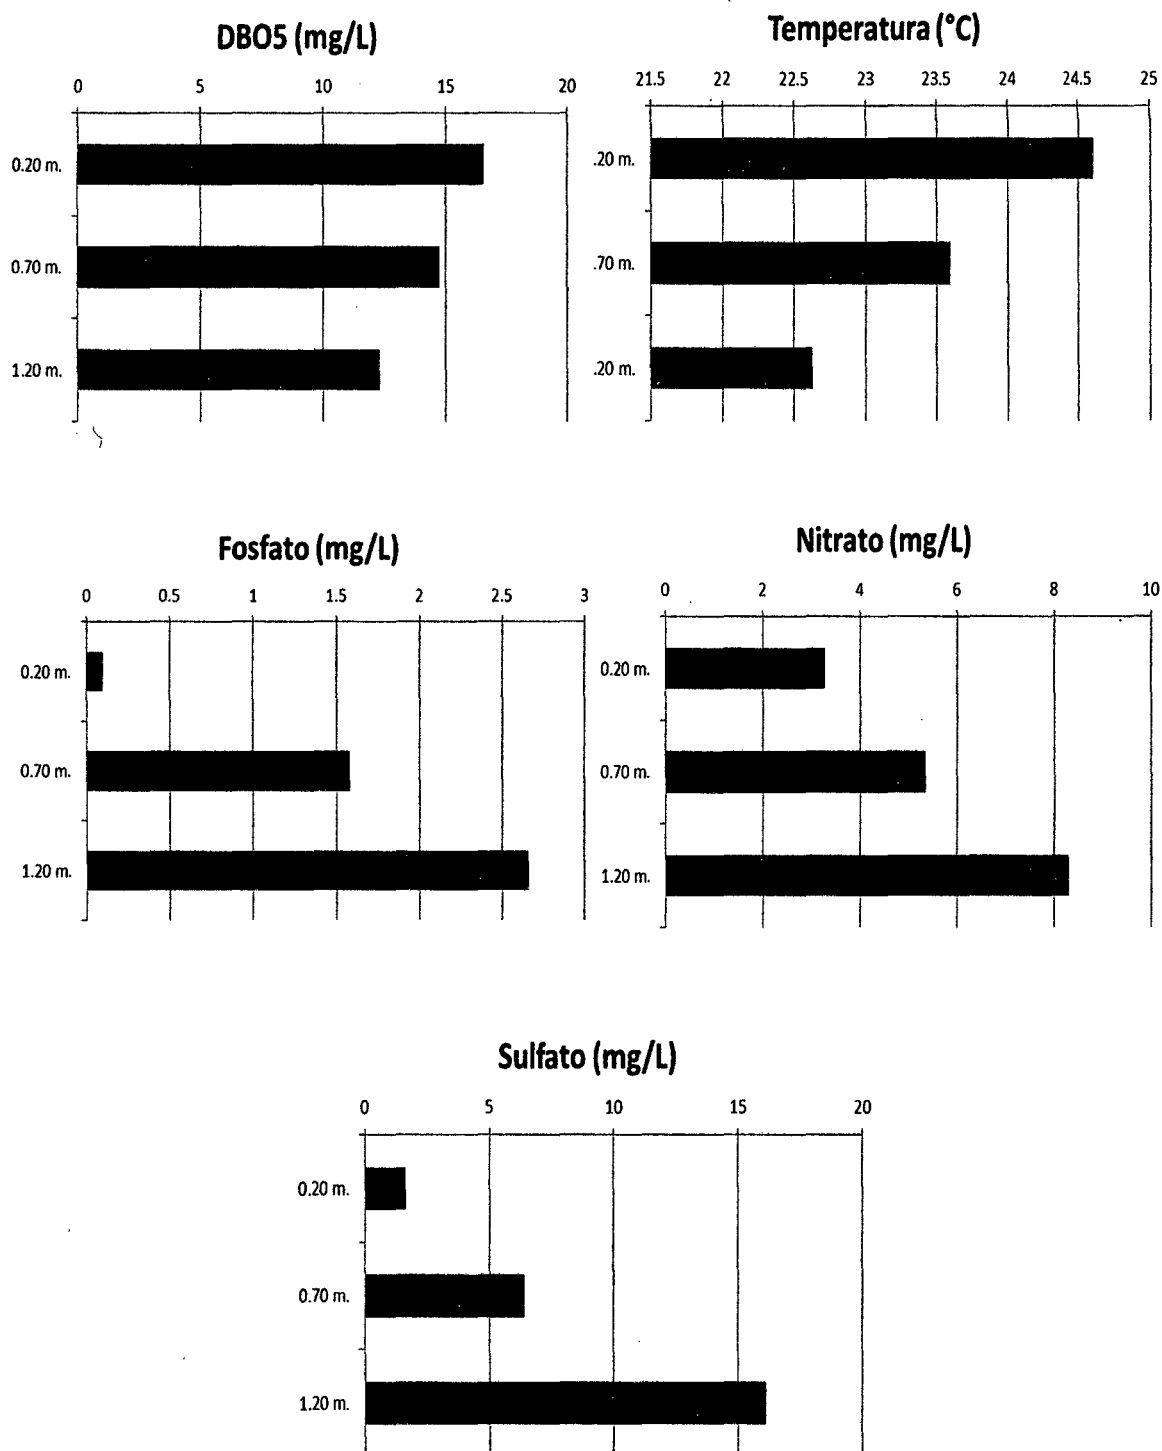 DBO5 (mg/L)
0 5 10 15 20
0.20 m.
0.70 m.
1.20 m.
Temperatura (°C)
21.5 22 22.5 23 23.5 24 24.5 25
.20 m.
.70 m.
.20 m.
Fosfato (mg/L)
0 0.5 1 1.5 2 2.5 3
0.20 m.
0.70 m.
1.20 m.
Nitrato (mg/L)
0 2 4 6 8 10
0.20 m.
0.70 m.
1.20 m.
Sulfato (mg/L)
0 5 10 15 20
0.20 m.
0.70 m.
1.20 m.